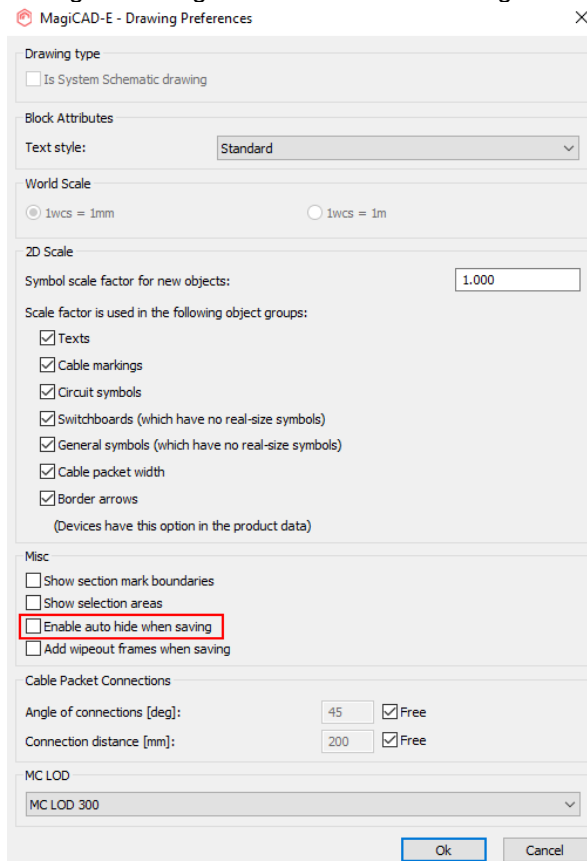 MagiCAD-E - Drawing Preferences
Drawing type
Is System Schematic drawing
Block Attributes
Text style: Standard
World Scale
1wcs = 1mm 1wcs = 1m
2D Scale
Symbol scale factor for new objects: 1.000
Scale factor is used in the following object groups:
Texts
Cable markings
Circuit symbols
Switchboards (which have no real-size symbols)
General symbols (which have no real-size symbols)
Cable packet width
Border arrows
(Devices have this option in the product data)
Misc
Show section mark boundaries
Show selection areas
Enable auto hide when saving
Add wipeout frames when saving
Cable Packet Connections
Angle of connections [deg]: 45 Free
Connection distance [mm]: 200 Free
MC LOD
MC LOD 300
Ok Cancel